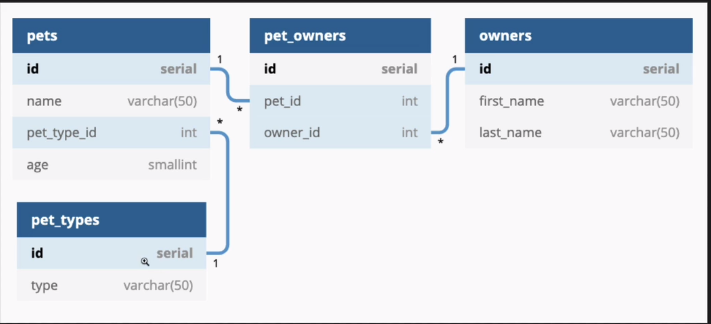 pets
id serial
name varchar(50)
pet_type_id int
age smallint
pet_owners
id serial
pet_id int
owner_id int
owners
id serial
first_name varchar(50)
last_name varchar(50)
pet_types
id serial
type varchar(50)
1
*
*
1
1
*